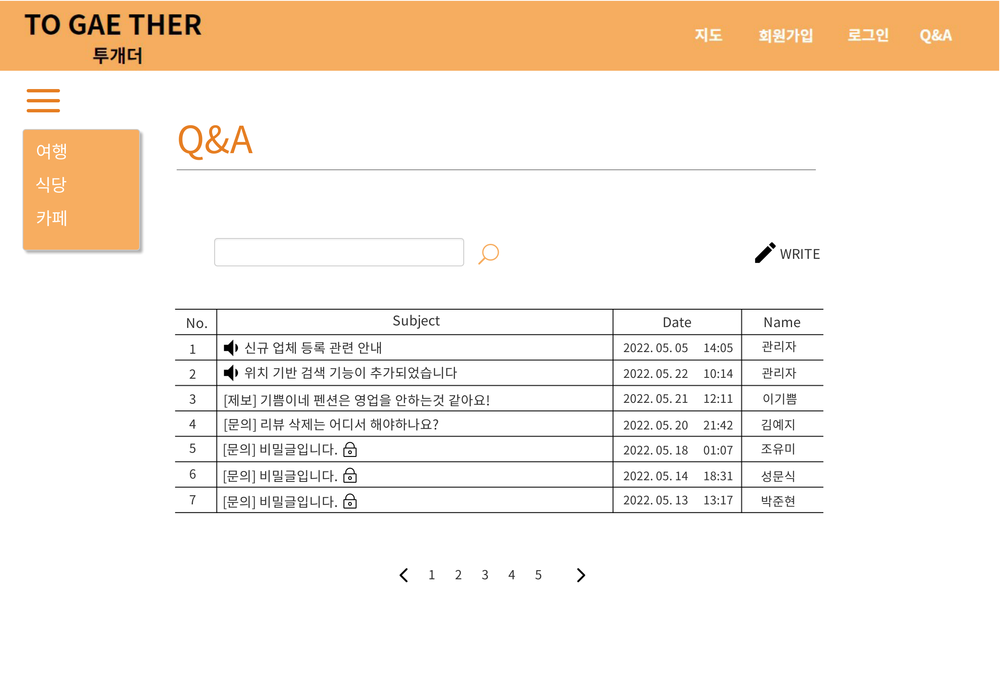 TO GAE THER
투개더
지도 회원가입 로그인 Q&A
여행
식당
카페
Q&A
WRITE
No. Subject Date Name
1 신규 업체 등록 관련 안내 2022. 05. 05 14:05 관리자
2 위치 기반 검색 기능이 추가되었습니다 2022. 05. 22 10:14 관리자
3 [제보] 기쁨이네 펜션은 영업을 안하는것 같아요! 2022. 05. 21 12:11 이기쁨
4 [문의] 리뷰 삭제는 어디서 해야하나요? 2022. 05. 20 21:42 김예지
5 [문의] 비밀글입니다. 2022. 05. 18 01:07 조유미
6 [문의] 비밀글입니다. 2022. 05. 14 18:31 성문식
7 [문의] 비밀글입니다. 2022. 05. 13 13:17 박준현
1 2 3 4 5